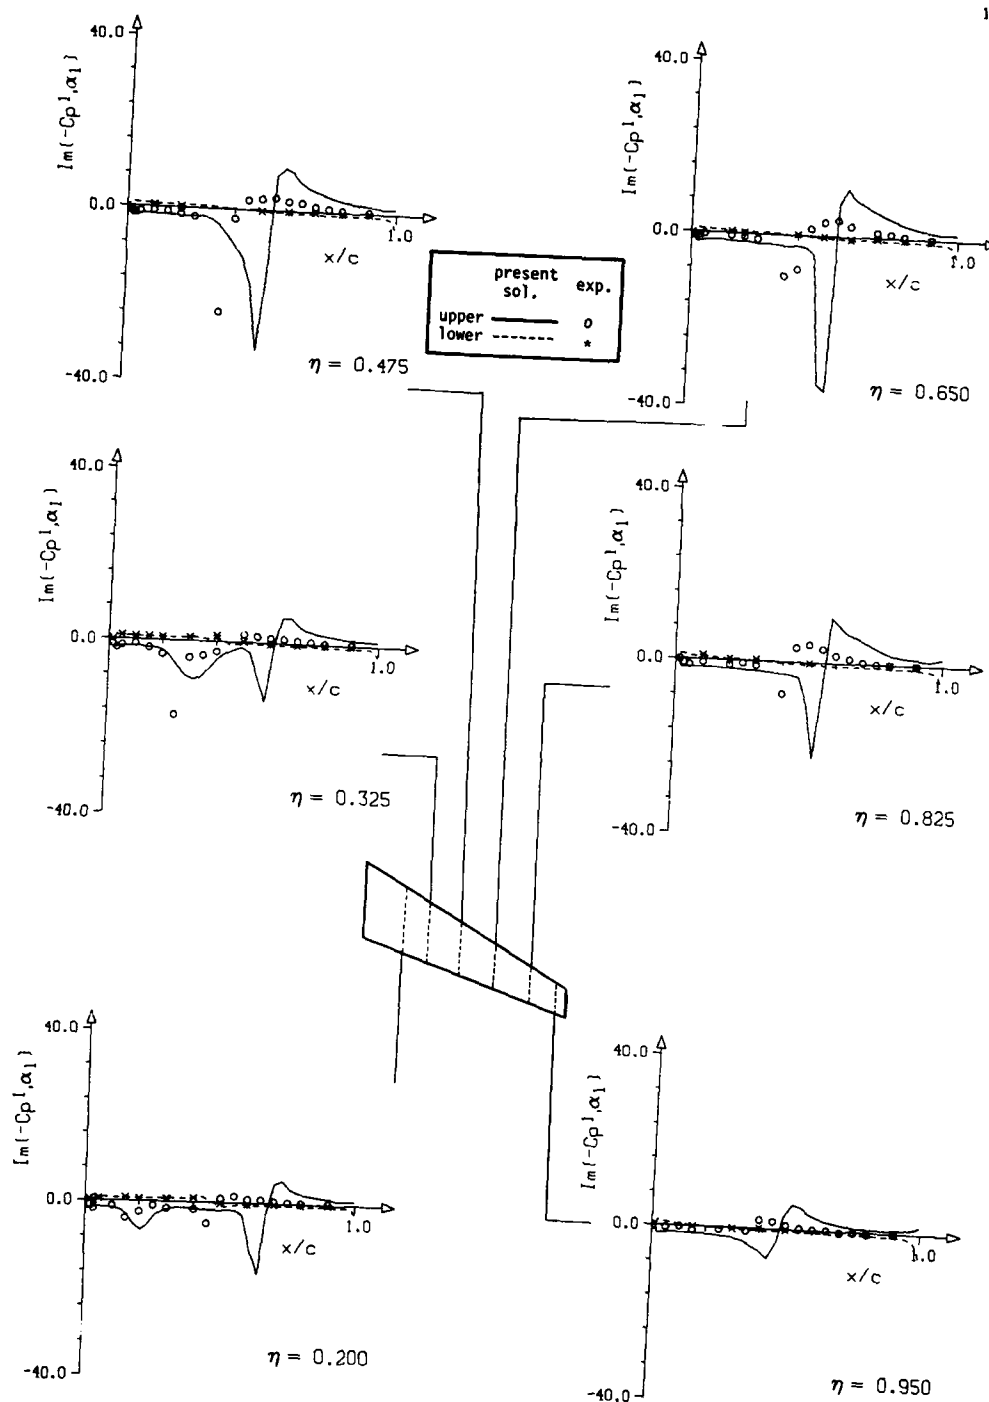 1
40.0
Im(-Cp¹,α₁)
0.0
1.0
x/c
-40.0
η = 0.475
40.0
Im(-Cp¹,α₁)
0.0
1.0
x/c
-40.0
η = 0.650
present sol. exp.
upper o
lower *
40.0
Im(-Cp¹,α₁)
0.0
1.0
x/c
-40.0
η = 0.325
40.0
Im(-Cp¹,α₁)
0.0
1.0
x/c
-40.0
η = 0.825
40.0
Im(-Cp¹,α₁)
0.0
1.0
x/c
-40.0
η = 0.200
40.0
Im(-Cp¹,α₁)
0.0
1.0
x/c
-40.0
η = 0.950